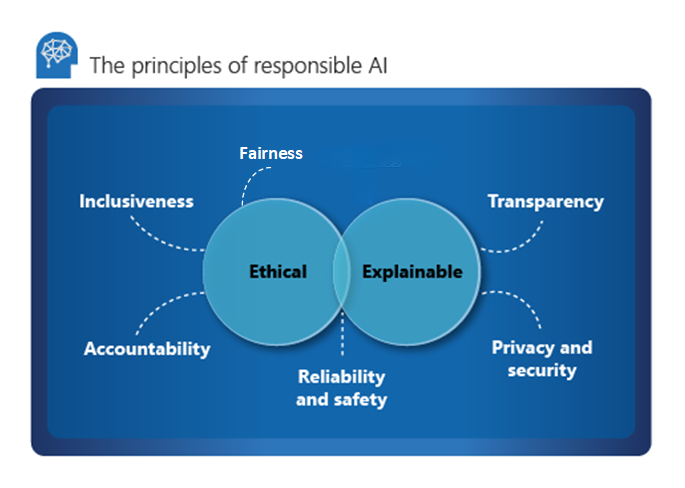 The principles of responsible AI
Fairness
Inclusiveness
Transparency
Ethical
Explainable
Accountability
Privacy and
security
Reliability
and safety